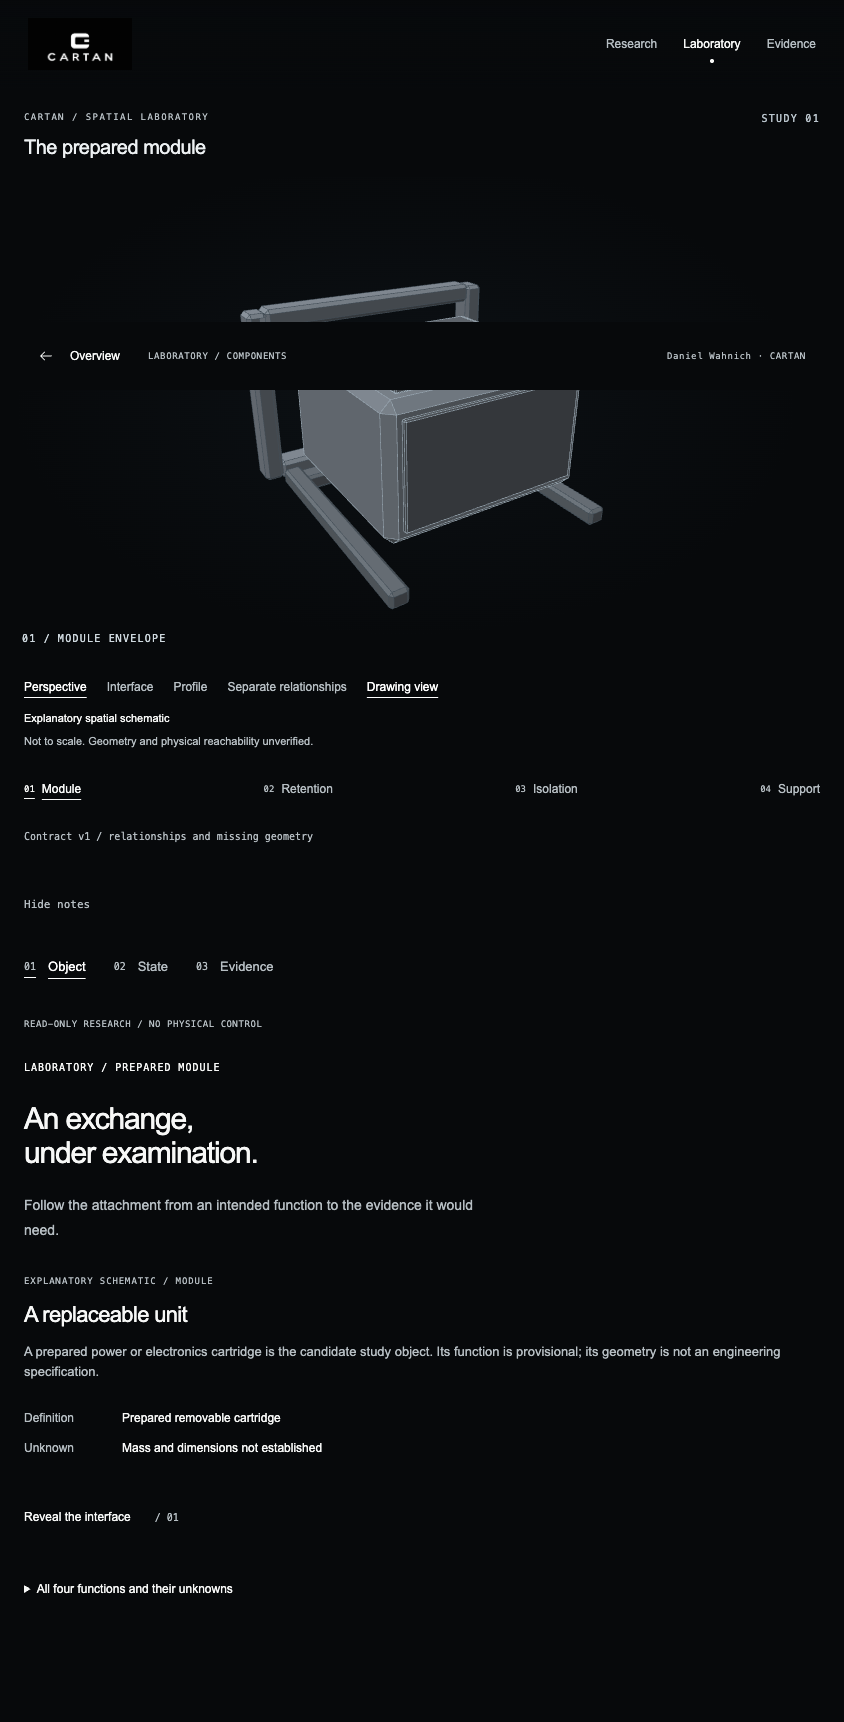 CARTAN
Research Laboratory Evidence
CARTAN / SPATIAL LABORATORY
STUDY 01
The prepared module
Overview LABORATORY / COMPONENTS Daniel Wahnich · CARTAN
01 / MODULE ENVELOPE
Perspective Interface Profile Separate relationships Drawing view
Explanatory spatial schematic
Not to scale. Geometry and physical reachability unverified.
01 Module 02 Retention 03 Isolation 04 Support
Contract v1 / relationships and missing geometry
Hide notes
01 Object 02 State 03 Evidence
READ-ONLY RESEARCH / NO PHYSICAL CONTROL
LABORATORY / PREPARED MODULE
An exchange,
under examination.
Follow the attachment from an intended function to the evidence it would
need.
EXPLANATORY SCHEMATIC / MODULE
A replaceable unit
A prepared power or electronics cartridge is the candidate study object. Its function is provisional; its geometry is not an engineering
specification.
Definition Prepared removable cartridge
Unknown Mass and dimensions not established
Reveal the interface / 01
All four functions and their unknowns